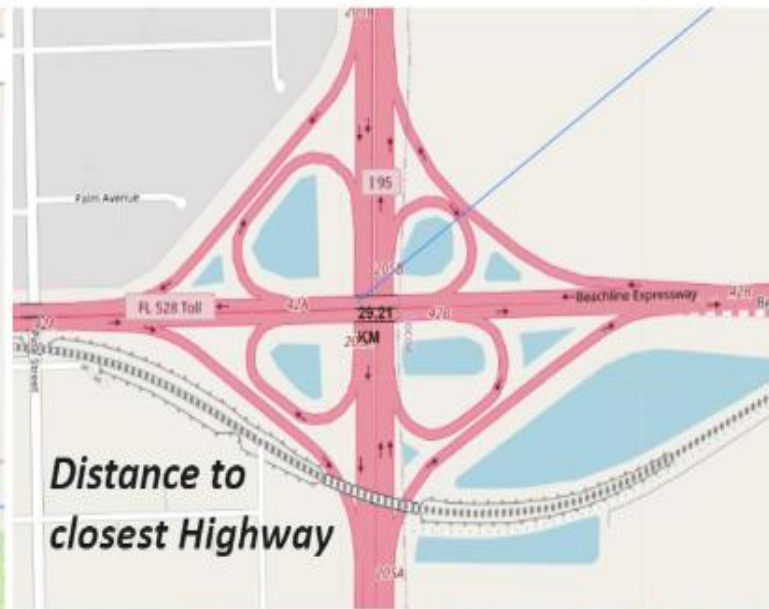 205B
Palm Avenue
I 95
205B
Beachline Expressway
42B
FL 528 Toll
42A
42B
29.21
KM
Distance to
closest Highway
205A